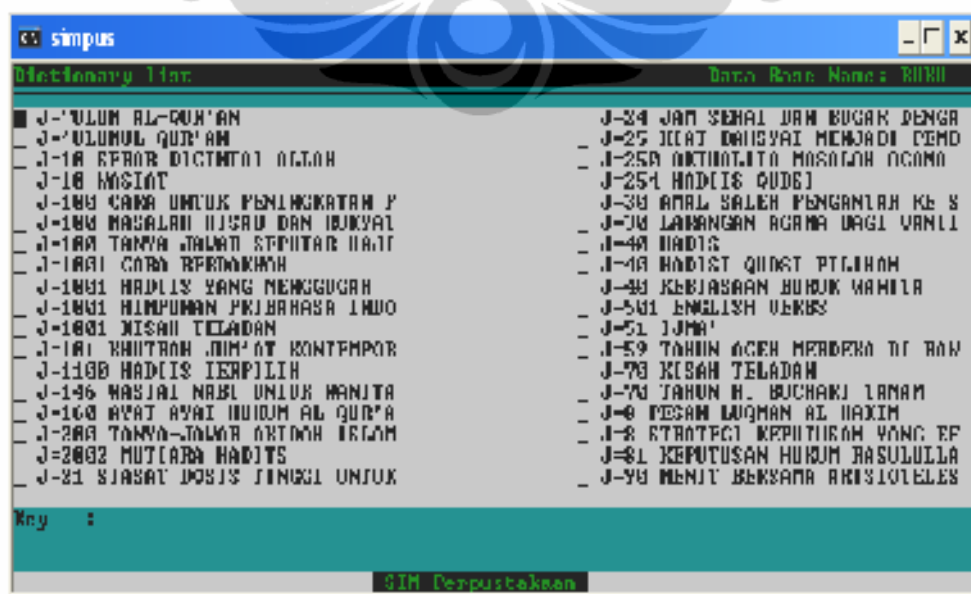 simpus
Dictionary list
Data Base Name: BUKU
J-'ULUM AL-QUR'AN
J-'ULUMUL QUR'AN
J-10 DICINTAI ALLAH
J-10 WASIAT
J-100 CARA UNTUK PENINGKATAN P
J-100 MASALAH HISAB DAN RUKYAT
J-100 TANYA JAWAB SEPUTAR HAJI
J-1001 CARA BERDAKWAH
J-1001 HADITS YANG MENGGUGAH
J-1001 HIMPUNAN PRIBAHASA INDO
J-1001 KISAH TELADAN
J-101 KHUTBAH JUM'AT KONTEMPOR
J-1100 HADITS TERPILIH
J-146 WASIAT NABI UNTUK WANITA
J-160 AYAT AYAT HUKUM AL QUR'A
J-200 TANYA-JAWAB AKIDAH ISLAM
J-2002 MUTIARA HADITS
J-21 SIASAT BISNIS TINGGI UNTUK
J-24 JAM SEHAT DAN BUGAR DENGA
J-25 KIAT DAHSYAT MENJADI PEMD
J-250 AKTUALITA MASALAH AGAMA
J-254 HADITS QUDSI
J-30 AMAL SALEH PENGANTAR KE S
J-30 LARANGAN AGAMA BAGI WANIT
J-40 HADIS
J-40 HADIST QUDSI PILIHAN
J-40 KEBIASAAN BURUK WANITA
J-501 ENGLISH VERBS
J-51 IJMA'
J-59 TAHUN ACEH MERDEKA DI BAW
J-70 KISAH TELADAN
J-70 TAHUN H. BUCHARI TAMAM
PESAN LUQMAN AL HAKIM
J-8 STRATEGI KEPUTUSAN YANG EF
J-81 KEPUTUSAN HUKUM RASULULLA
J-90 MENIT BERSAMA ARISTOTELES
Key :
SIM Perpustakaan